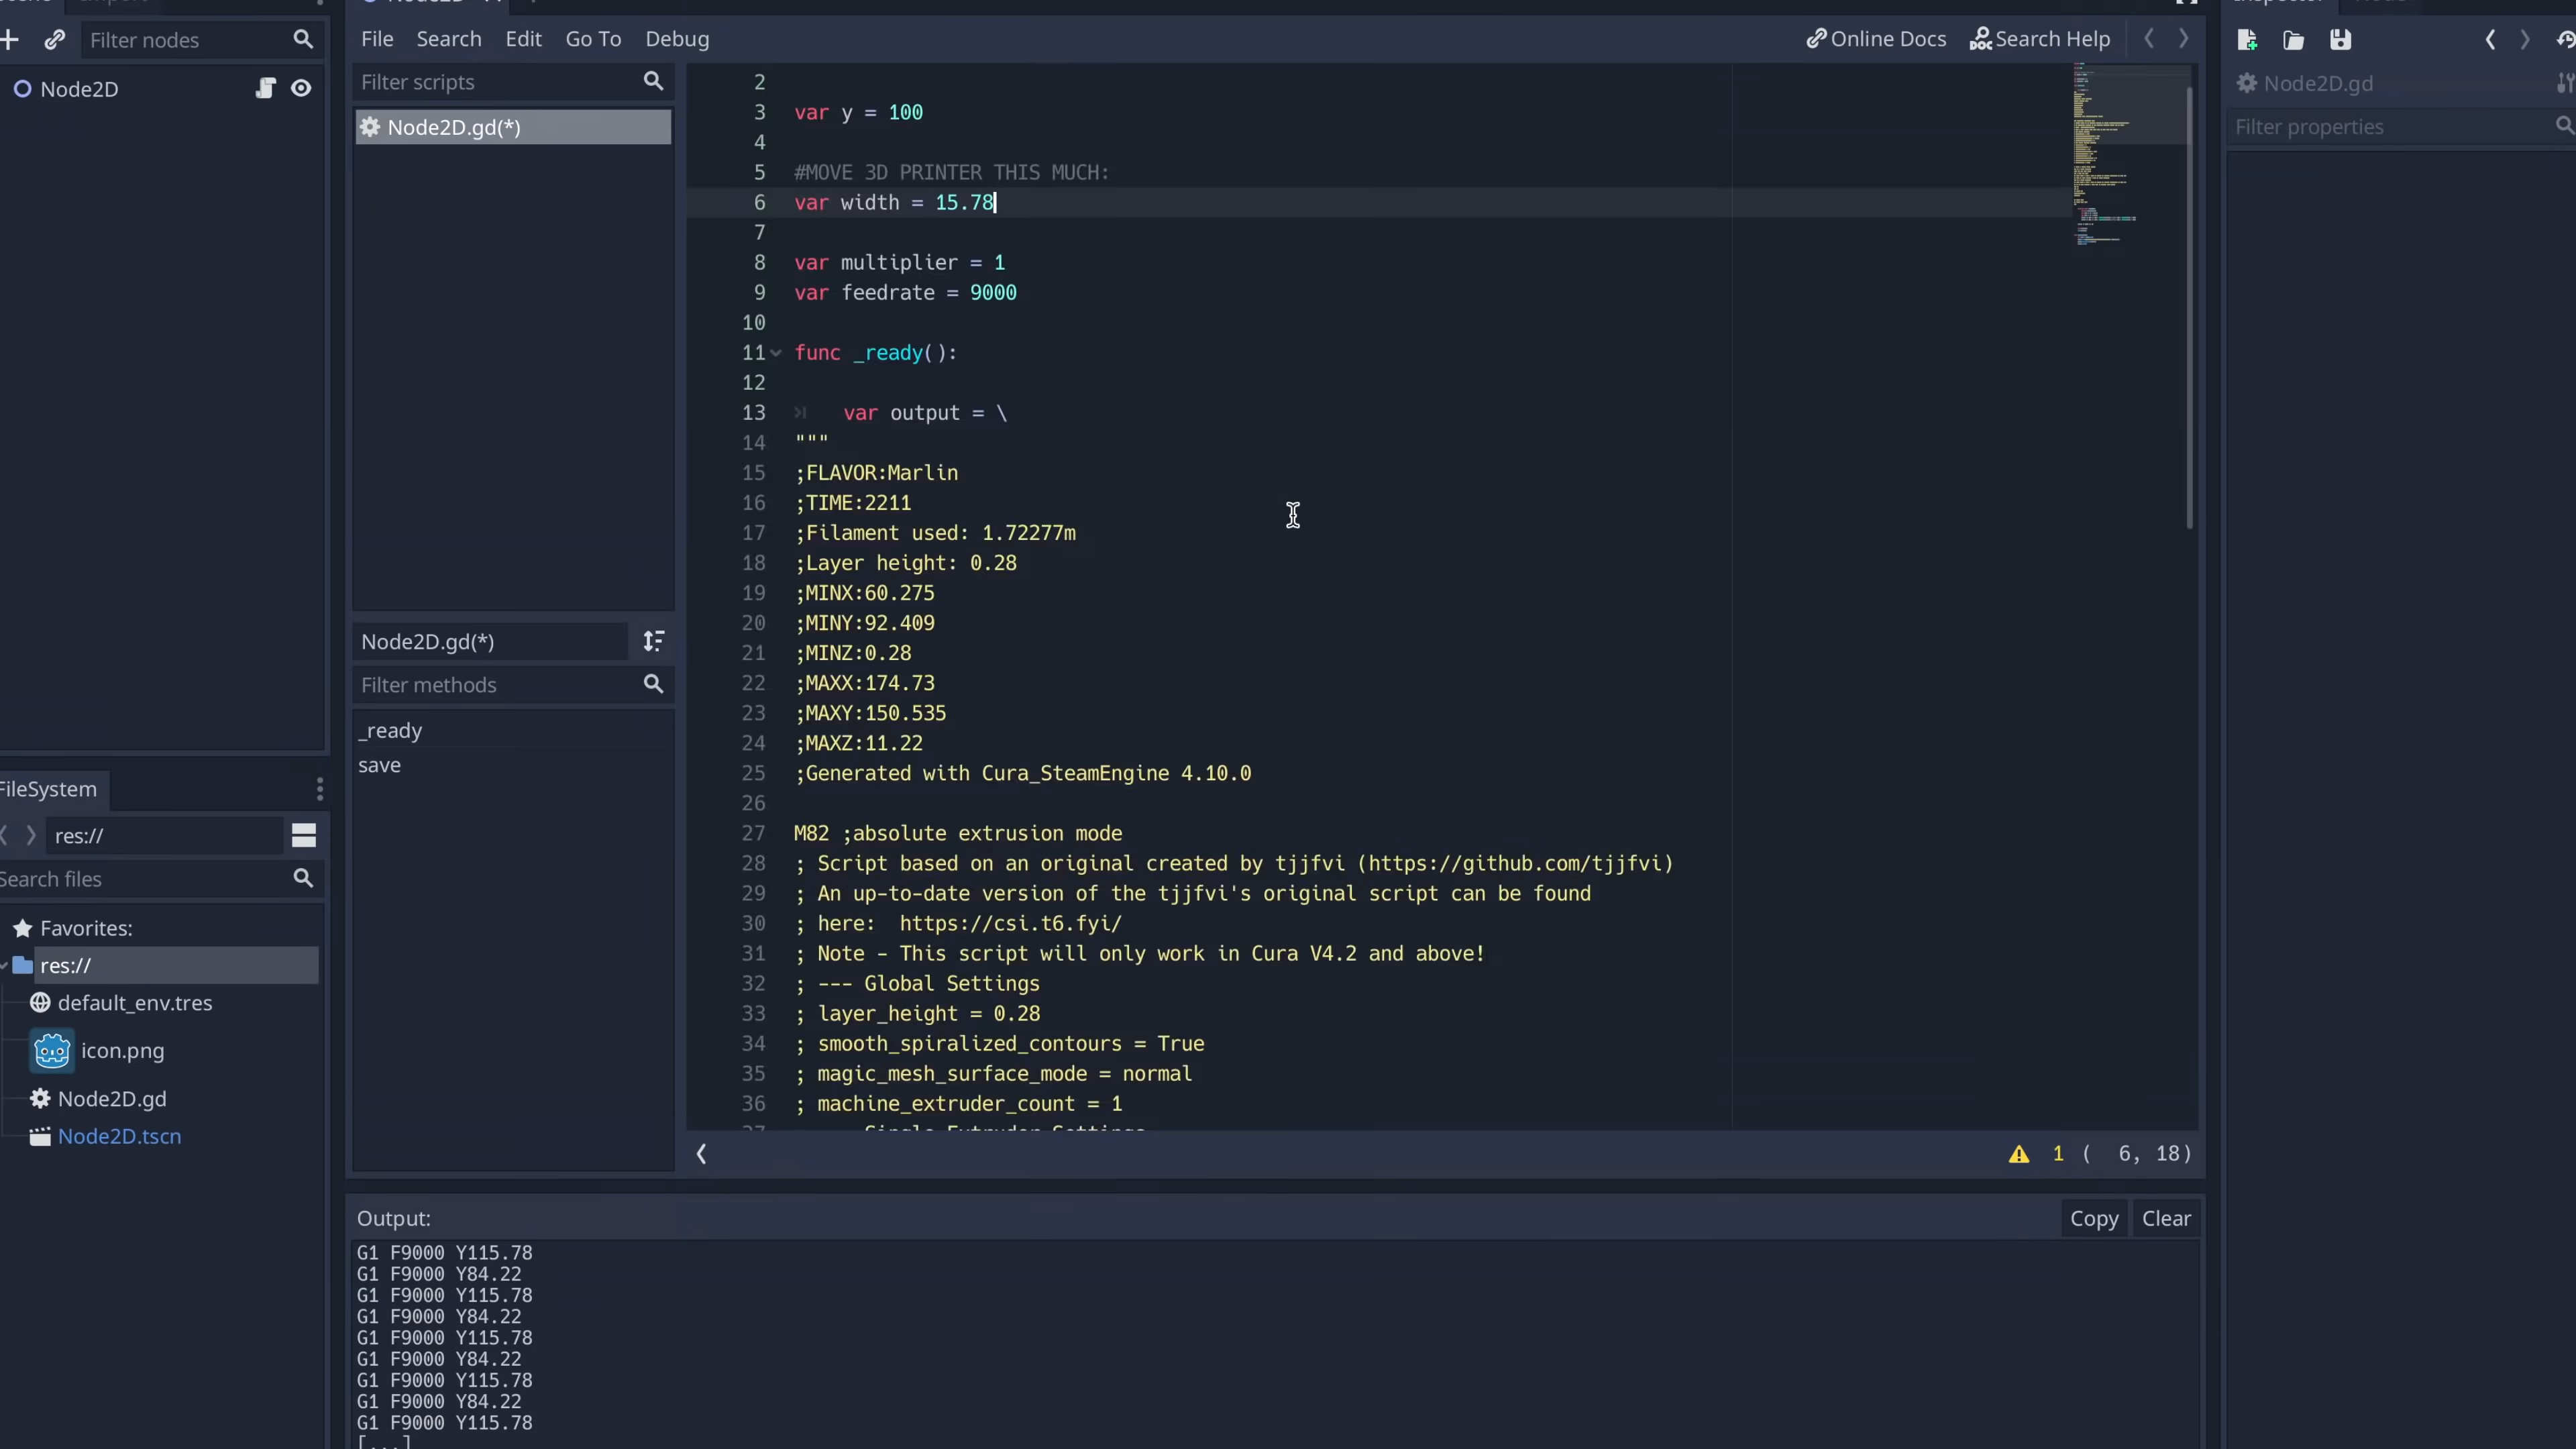 Filter nodes
Node2D
File Search Edit Go To Debug
Online Docs
DOC
Search Help
Filter scripts
Node2D.gd(*)
Node2D.gd(*)
Filter methods
_ready
save
2
3 var y = 100
4
5 #MOVE 3D PRINTER THIS MUCH:
6 var width = 15.78
7
8 var multiplier = 1
9 var feedrate = 9000
10
11 func _ready():
12
13 var output = \
14 """
15 ;FLAVOR:Marlin
16 ;TIME:2211
17 ;Filament used: 1.72277m
18 ;Layer height: 0.28
19 ;MINX:60.275
20 ;MINY:92.409
21 ;MINZ:0.28
22 ;MAXX:174.73
23 ;MAXY:150.535
24 ;MAXZ:11.22
25 ;Generated with Cura_SteamEngine 4.10.0
26
27 M82 ;absolute extrusion mode
28 ; Script based on an original created by tjjfvi (https://github.com/tjjfvi)
29 ; An up-to-date version of the tjjfvi's original script can be found
30 ; here:  https://csi.t6.fyi/
31 ; Note - This script will only work in Cura V4.2 and above!
32 ; --- Global Settings
33 ; layer_height = 0.28
34 ; smooth_spiralized_contours = True
35 ; magic_mesh_surface_mode = normal
36 ; machine_extruder_count = 1
1 ( 6, 18)
FileSystem
res://
Search files
Favorites:
res://
default_env.tres
icon.png
Node2D.gd
Node2D.tscn
Output:
Copy Clear
G1 F9000 Y115.78
G1 F9000 Y84.22
G1 F9000 Y115.78
G1 F9000 Y84.22
G1 F9000 Y115.78
G1 F9000 Y84.22
G1 F9000 Y115.78
G1 F9000 Y84.22
G1 F9000 Y115.78
[...]
Node2D.gd
Filter properties